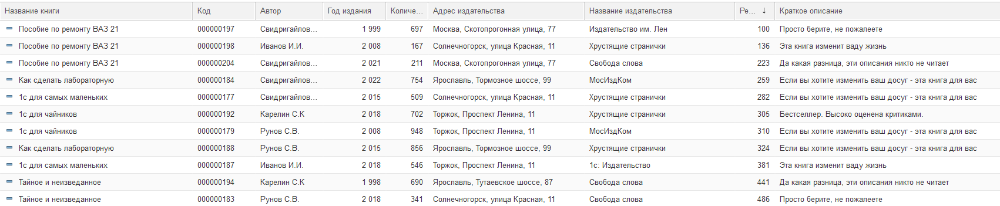 Название книги Код Автор Год издания Количе... Адрес издательства Название издательства Ре... ↓ Краткое описание
Пособие по ремонту ВАЗ 21 000000197 Свидригайлов... 1 999 697 Москва, Скотопрогонная улица, 77 Издательство им. Лен 100 Просто берите, не пожалеете
Пособие по ремонту ВАЗ 21 000000198 Иванов И.И. 2 008 167 Солнечногорск, улица Красная, 11 Хрустящие странички 136 Эта книга изменит ваду жизнь
Пособие по ремонту ВАЗ 21 000000204 Свидригайлов... 2 021 211 Москва, Скотопрогонная улица, 77 Свобода слова 223 Да какая разница, эти описания никто не читает
Как сделать лабораторную 000000184 Свидригайлов... 2 022 754 Ярославль, Тормозное шоссе, 99 МосИздКом 259 Если вы хотите изменить ваш досуг - эта книга для вас
1с для самых маленьких 000000177 Свидригайлов... 2 015 509 Солнечногорск, улица Красная, 11 Хрустящие странички 282 Если вы хотите изменить ваш досуг - эта книга для вас
1с для чайников 000000192 Карелин С.К 2 018 702 Торжок, Проспект Ленина, 11 Хрустящие странички 305 Бестселлер. Высоко оценена критиками.
1с для чайников 000000179 Рунов С.В. 2 008 948 Торжок, Проспект Ленина, 11 МосИздКом 310 Если вы хотите изменить ваш досуг - эта книга для вас
Как сделать лабораторную 000000188 Рунов С.В. 2 015 856 Ярославль, Тормозное шоссе, 99 Хрустящие странички 324 Если вы хотите изменить ваш досуг - эта книга для вас
1с для самых маленьких 000000187 Иванов И.И. 2 018 546 Торжок, Проспект Ленина, 11 1с: Издательство 381 Эта книга изменит ваду жизнь
Тайное и неизведанное 000000194 Карелин С.К 1 998 690 Ярославль, Тутаевское шоссе, 87 Свобода слова 441 Да какая разница, эти описания никто не читает
Тайное и неизведанное 000000183 Рунов С.В. 2 018 341 Солнечногорск, улица Красная, 11 Свобода слова 486 Просто берите, не пожалеете